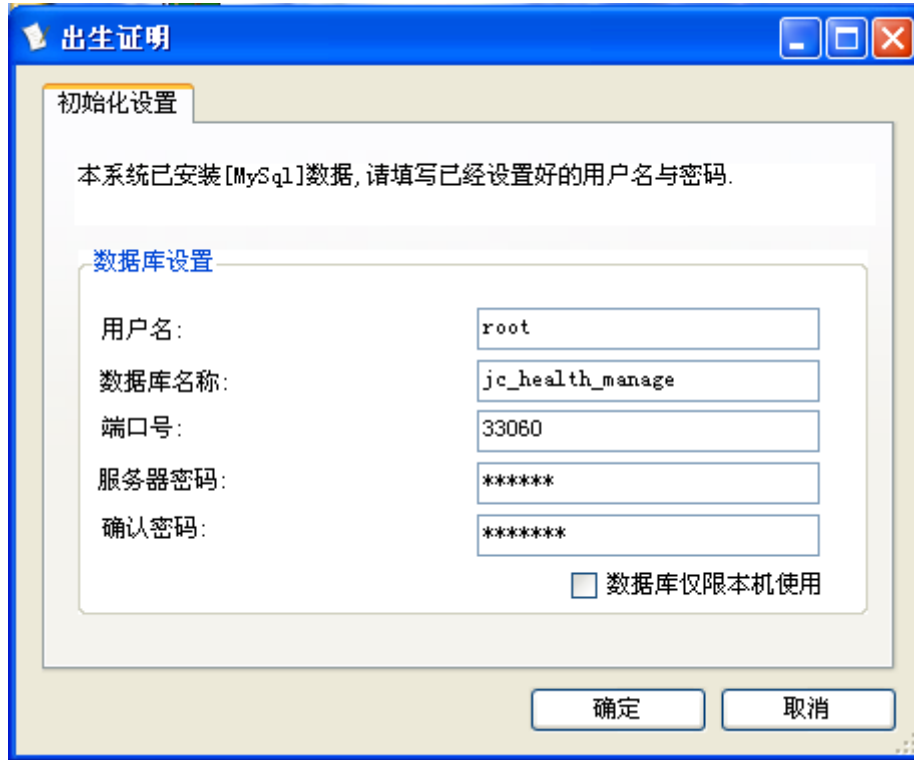 出生证明
初始化设置
本系统已安装[MySql]数据,请填写已经设置好的用户名与密码.
数据库设置
用户名: root
数据库名称: jc_health_manage
端口号: 33060
服务器密码: ******
确认密码: *******
数据库仅限本机使用
确定 取消